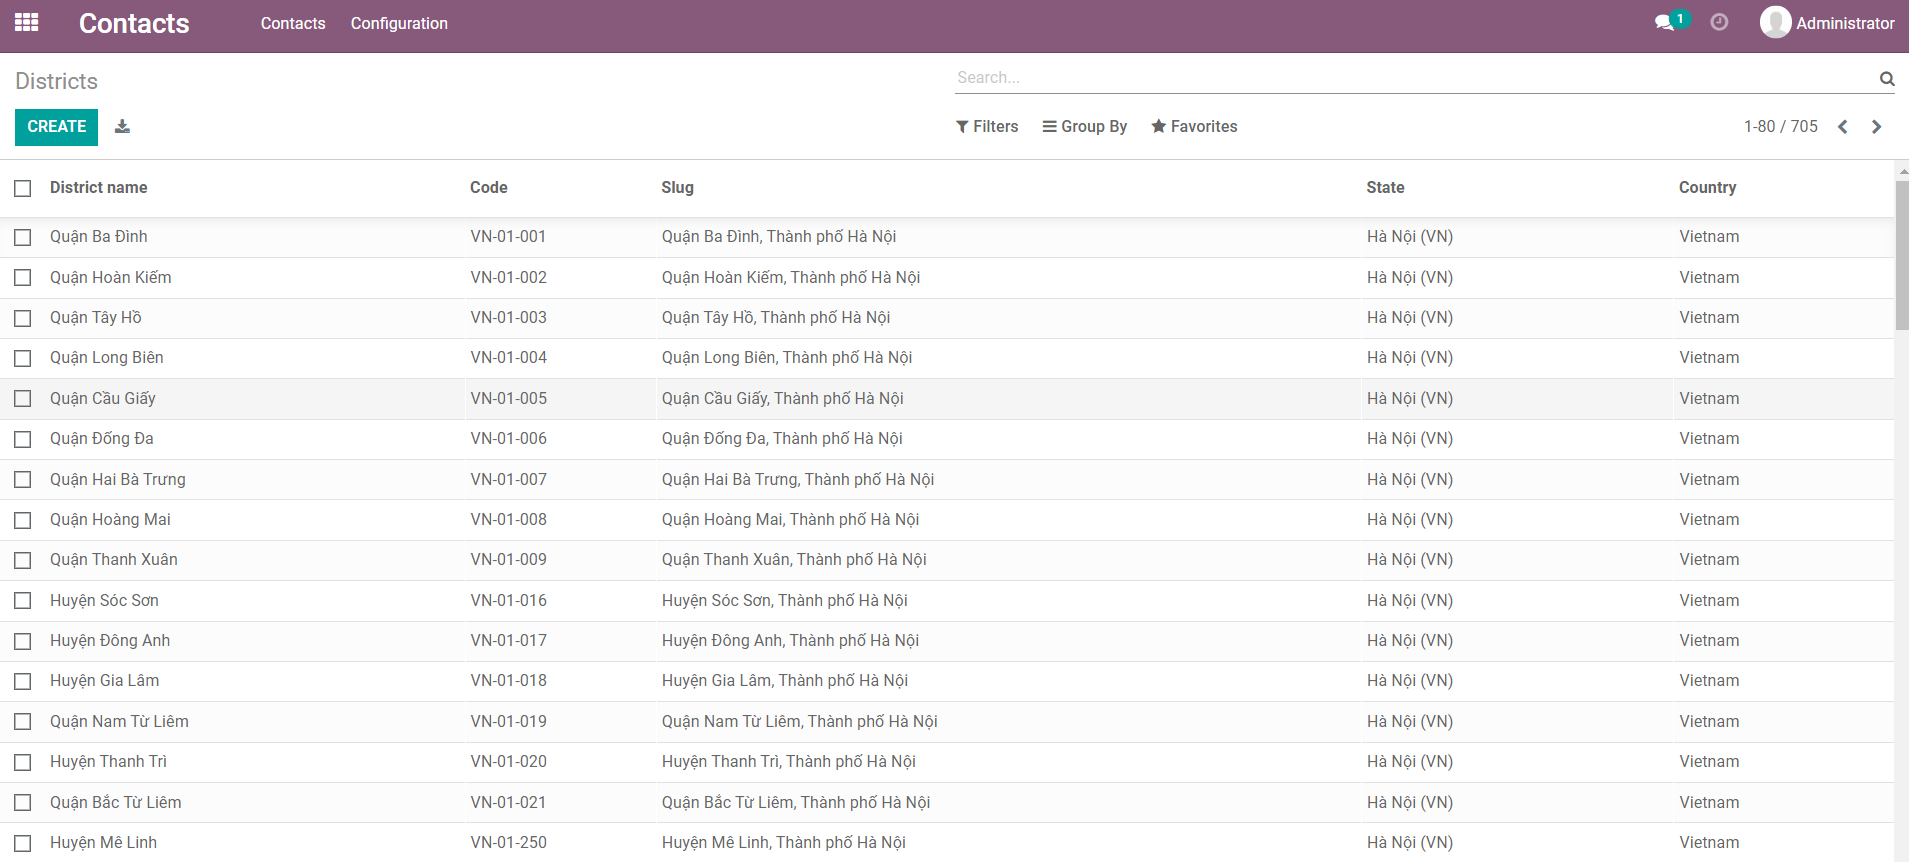 Contacts Contacts Configuration 1 Administrator
Districts Search...
CREATE Filters Group By Favorites 1-80 / 705
District name Code Slug State Country
Quận Ba Đình VN-01-001 Quận Ba Đình, Thành phố Hà Nội Hà Nội (VN) Vietnam
Quận Hoàn Kiếm VN-01-002 Quận Hoàn Kiếm, Thành phố Hà Nội Hà Nội (VN) Vietnam
Quận Tây Hồ VN-01-003 Quận Tây Hồ, Thành phố Hà Nội Hà Nội (VN) Vietnam
Quận Long Biên VN-01-004 Quận Long Biên, Thành phố Hà Nội Hà Nội (VN) Vietnam
Quận Cầu Giấy VN-01-005 Quận Cầu Giấy, Thành phố Hà Nội Hà Nội (VN) Vietnam
Quận Đống Đa VN-01-006 Quận Đống Đa, Thành phố Hà Nội Hà Nội (VN) Vietnam
Quận Hai Bà Trưng VN-01-007 Quận Hai Bà Trưng, Thành phố Hà Nội Hà Nội (VN) Vietnam
Quận Hoàng Mai VN-01-008 Quận Hoàng Mai, Thành phố Hà Nội Hà Nội (VN) Vietnam
Quận Thanh Xuân VN-01-009 Quận Thanh Xuân, Thành phố Hà Nội Hà Nội (VN) Vietnam
Huyện Sóc Sơn VN-01-016 Huyện Sóc Sơn, Thành phố Hà Nội Hà Nội (VN) Vietnam
Huyện Đông Anh VN-01-017 Huyện Đông Anh, Thành phố Hà Nội Hà Nội (VN) Vietnam
Huyện Gia Lâm VN-01-018 Huyện Gia Lâm, Thành phố Hà Nội Hà Nội (VN) Vietnam
Quận Nam Từ Liêm VN-01-019 Quận Nam Từ Liêm, Thành phố Hà Nội Hà Nội (VN) Vietnam
Huyện Thanh Trì VN-01-020 Huyện Thanh Trì, Thành phố Hà Nội Hà Nội (VN) Vietnam
Quận Bắc Từ Liêm VN-01-021 Quận Bắc Từ Liêm, Thành phố Hà Nội Hà Nội (VN) Vietnam
Huyện Mê Linh VN-01-250 Huyện Mê Linh, Thành phố Hà Nội Hà Nội (VN) Vietnam